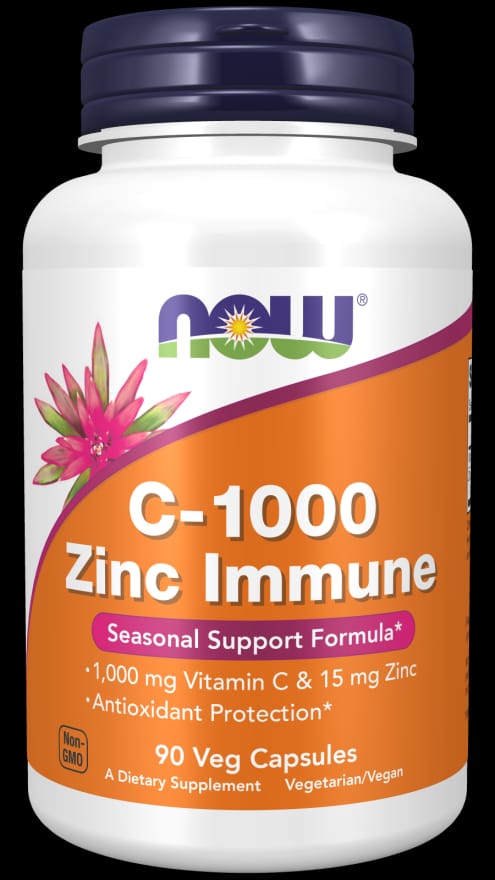 NOW®
C-1000
Zinc Immune
Seasonal Support Formula*
·1,000 mg Vitamin C & 15 mg Zinc
·Antioxidant Protection*
Non-
GMO
90 Veg Capsules
A Dietary Supplement Vegetarian/Vegan